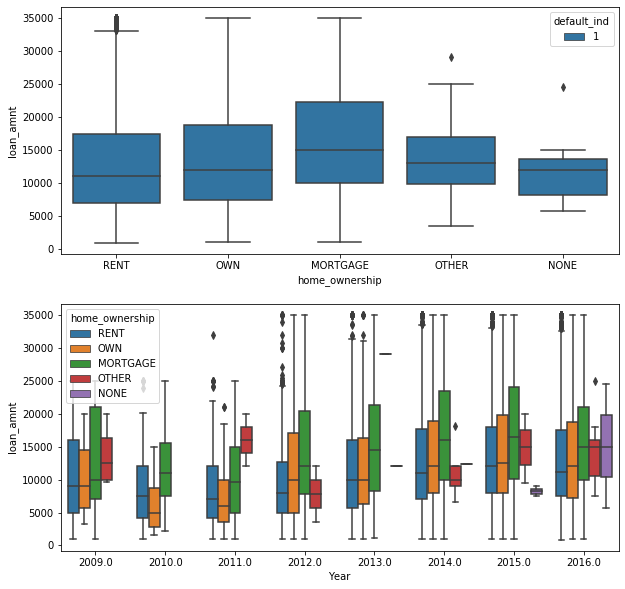 35000
30000
25000
20000
15000
10000
5000
0
loan_amnt
default_ind
1
RENT OWN MORTGAGE OTHER NONE
home_ownership
35000
30000
25000
20000
15000
10000
5000
0
loan_amnt
home_ownership
RENT
OWN
MORTGAGE
OTHER
NONE
2009.0 2010.0 2011.0 2012.0 2013.0 2014.0 2015.0 2016.0
Year